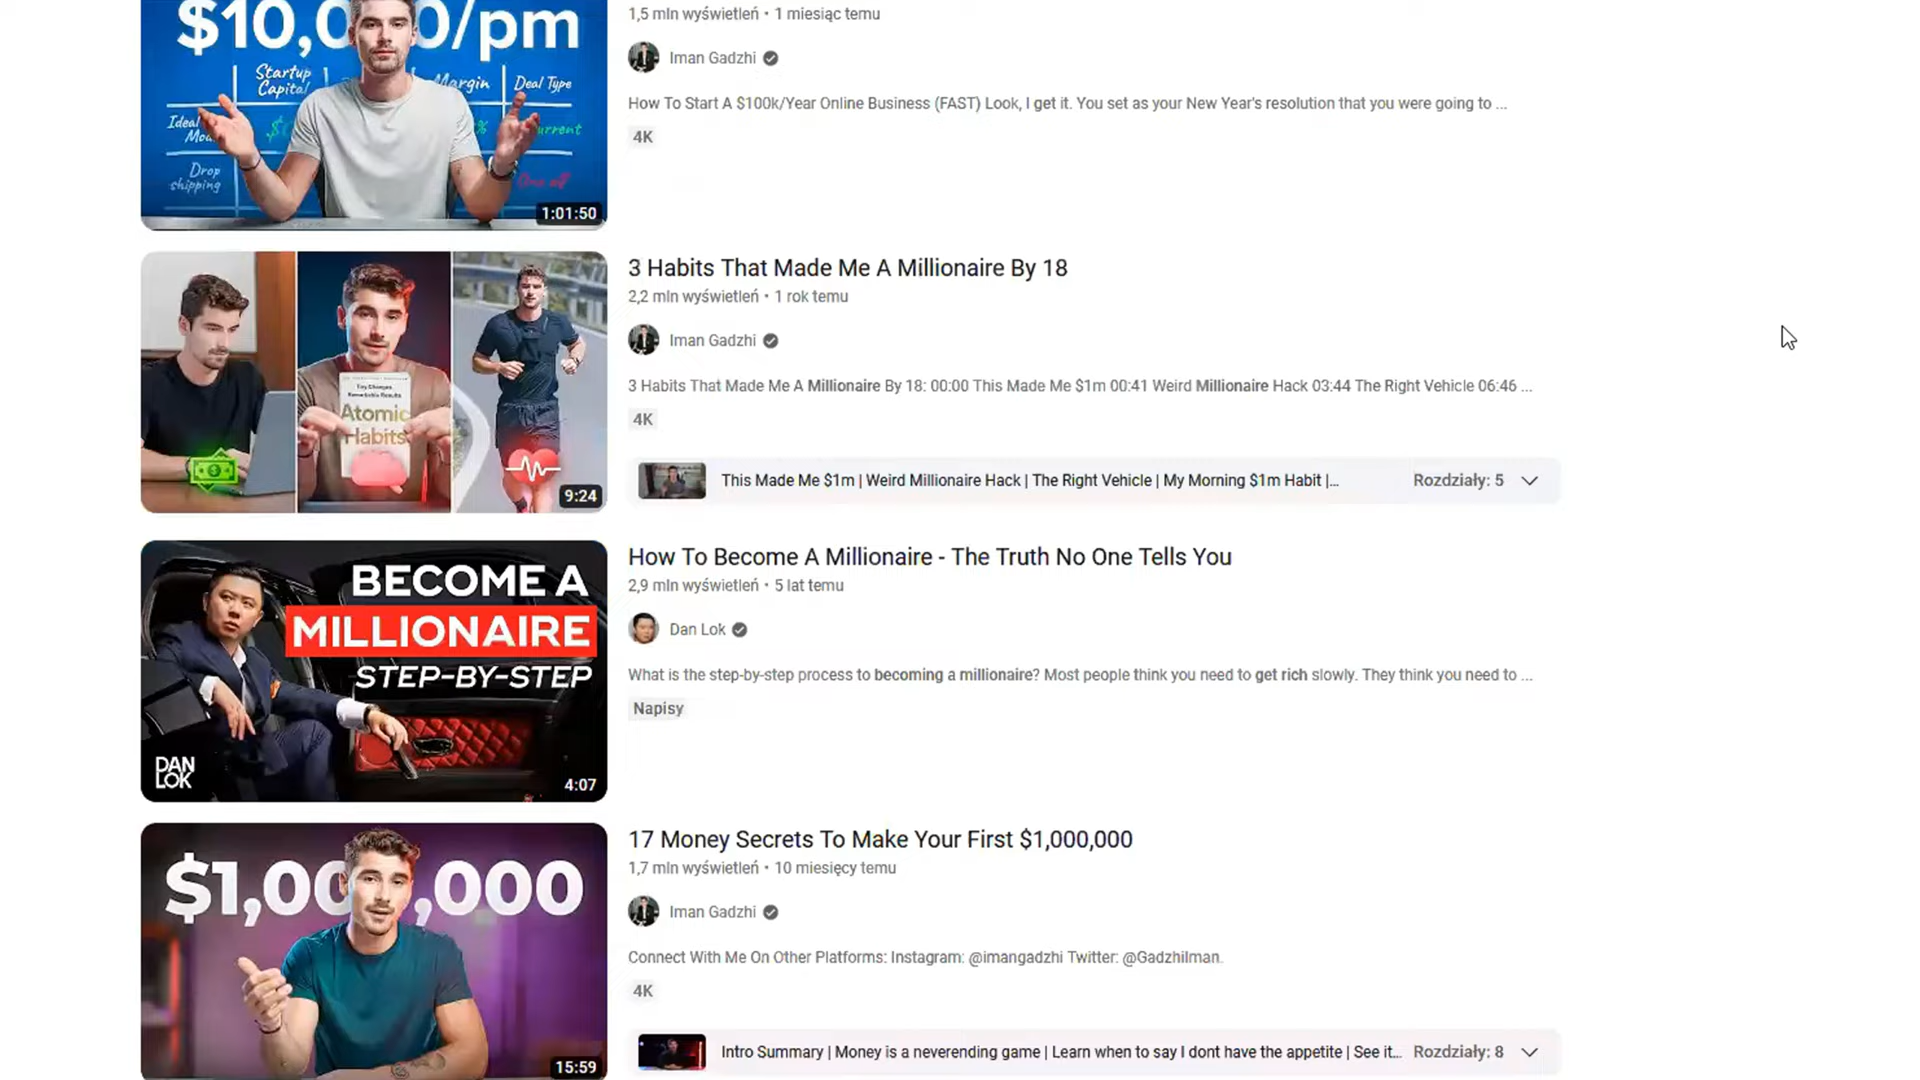 $10,0 0/pm
Startup Capital
Margin
Deal Type
Ideal
Drop shipping
1:01:50
1,5 mln wyświetleń • 1 miesiąc temu
Iman Gadzhi
How To Start A $100k/Year Online Business (FAST) Look, I get it. You set as your New Year's resolution that you were going to ...
4K
Tiny Changes,
Remarkable Results
Atomic
Habits
9:24
3 Habits That Made Me A Millionaire By 18
2,2 mln wyświetleń • 1 rok temu
Iman Gadzhi
3 Habits That Made Me A Millionaire By 18: 00:00 This Made Me $1m 00:41 Weird Millionaire Hack 03:44 The Right Vehicle 06:46 ...
4K
This Made Me $1m | Weird Millionaire Hack | The Right Vehicle | My Morning $1m Habit |...
Rozdziały: 5
BECOME A
MILLIONAIRE
STEP-BY-STEP
DAN
LOK
4:07
How To Become A Millionaire - The Truth No One Tells You
2,9 mln wyświetleń • 5 lat temu
Dan Lok
What is the step-by-step process to becoming a millionaire? Most people think you need to get rich slowly. They think you need to ...
Napisy
$1,00 ,000
15:59
17 Money Secrets To Make Your First $1,000,000
1,7 mln wyświetleń • 10 miesięcy temu
Iman Gadzhi
Connect With Me On Other Platforms: Instagram: @imangadzhi Twitter: @GadzhiIman.
4K
Intro Summary | Money is a neverending game | Learn when to say I dont have the appetite | See it...
Rozdziały: 8